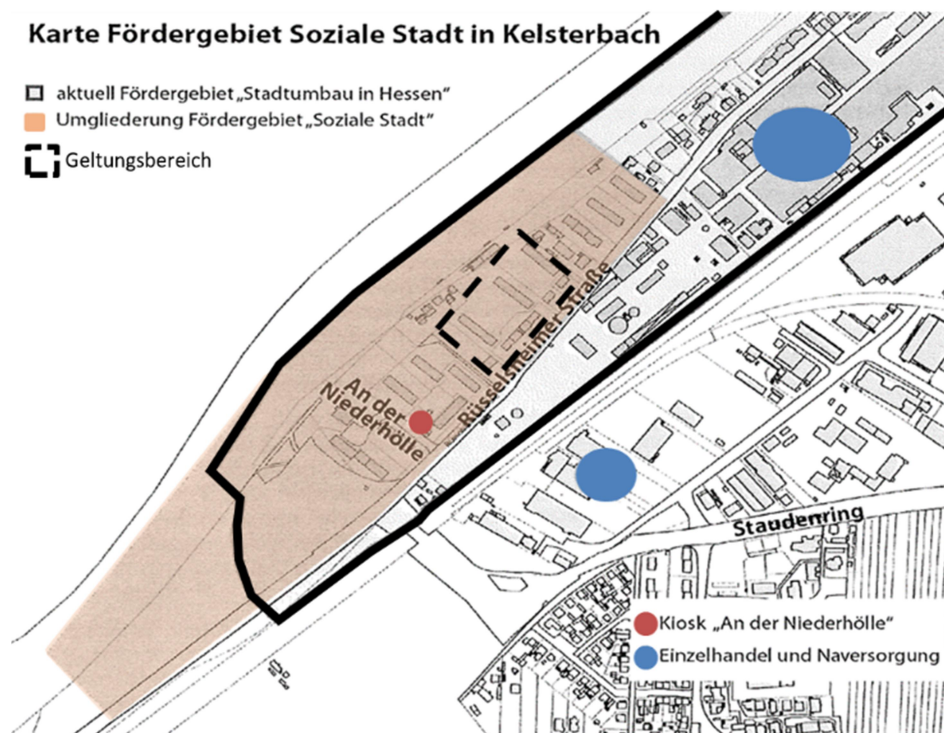 Karte Fördergebiet Soziale Stadt in Kelsterbach
aktuell Fördergebiet „Stadtumbau in Hessen“
Umgliederung Fördergebiet „Soziale Stadt“
Geltungsbereich
Rüsselsheimer Straße
An der
Niederhölle
Staudenring
Kiosk „An der Niederhölle“
Einzelhandel und Naversorgung